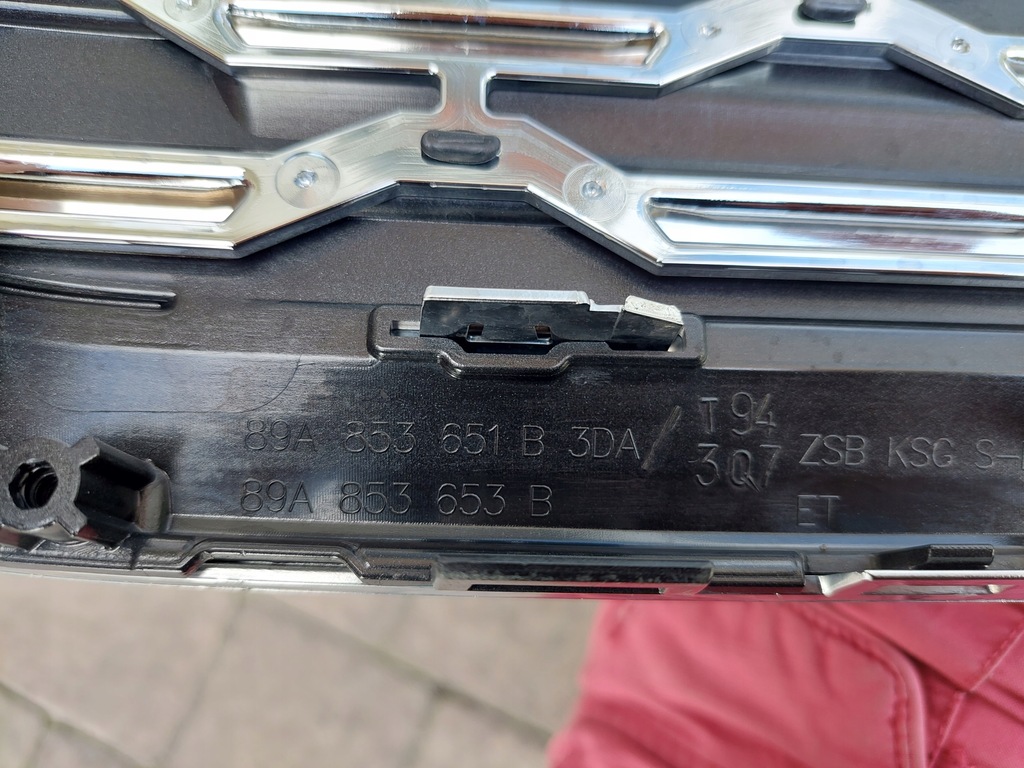 89A 853 651 B 3DA / T94
3Q7
ZSB KSG S-
89A 853 653 B
ET